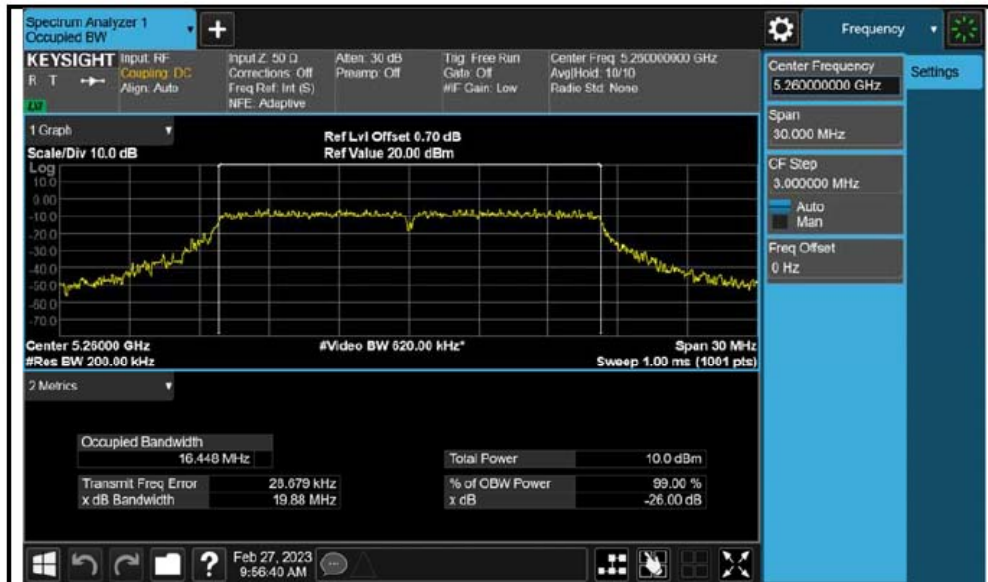 Spectrum Analyzer 1
Occupied BW
Frequency
KEYSIGHT
R T
LXI
Input: RF
Coupling: DC
Align: Auto
Input Z: 50 Ω
Corrections: Off
Freq Ref: Int (S)
NFE: Adaptive
Atten: 30 dB
Preamp: Off
Trig: Free Run
Gate: Off
#IF Gain: Low
Center Freq: 5.260000000 GHz
Avg|Hold: 10/10
Radio Std: None
Center Frequency
5.260000000 GHz
Settings
Span
30.000 MHz
CF Step
3.000000 MHz
Auto
Man
Freq Offset
0 Hz
1 Graph
Scale/Div 10.0 dB
Ref Lvl Offset 0.70 dB
Ref Value 20.00 dBm
Log
10.0
0.00
-10.0
-20.0
-30.0
-40.0
-50.0
-60.0
-70.0
Center 5.26000 GHz
#Res BW 200.00 kHz
#Video BW 620.00 kHz*
Span 30 MHz
Sweep 1.00 ms (1001 pts)
2 Metrics
Occupied Bandwidth
16.448 MHz
Total Power 10.0 dBm
Transmit Freq Error 28.679 kHz
% of OBW Power 99.00 %
x dB Bandwidth 19.88 MHz
x dB -26.00 dB
Feb 27, 2023
9:56:40 AM